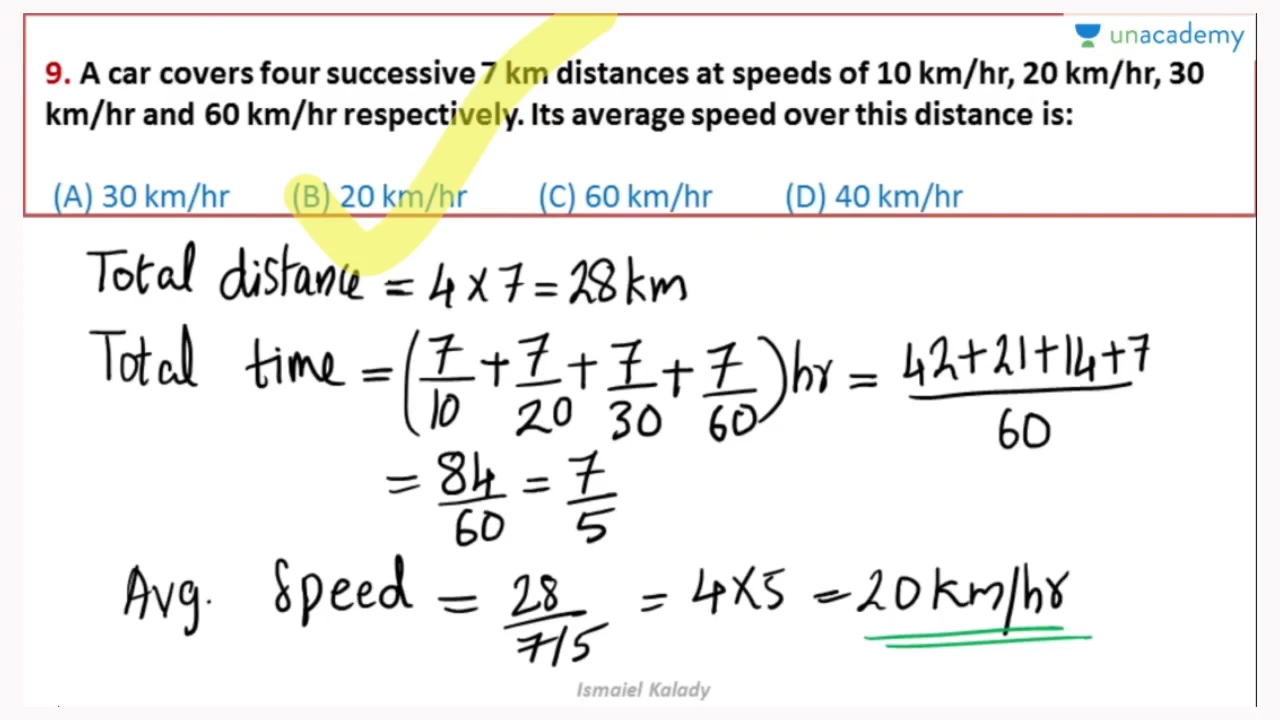 unacademy
9. A car covers four successive 7 km distances at speeds of 10 km/hr, 20 km/hr, 30
km/hr and 60 km/hr respectively. Its average speed over this distance is:
(A) 30 km/hr (B) 20 km/hr (C) 60 km/hr (D) 40 km/hr
Total distance = 4 x 7 = 28 km
Total time = (7/10 + 7/20 + 7/30 + 7/60) hr = 42+21+14+7/60
= 84/60 = 7/5
Avg. Speed = 28/7/5 = 4 x 5 = 20 km/hr
Ismaiel Kalady